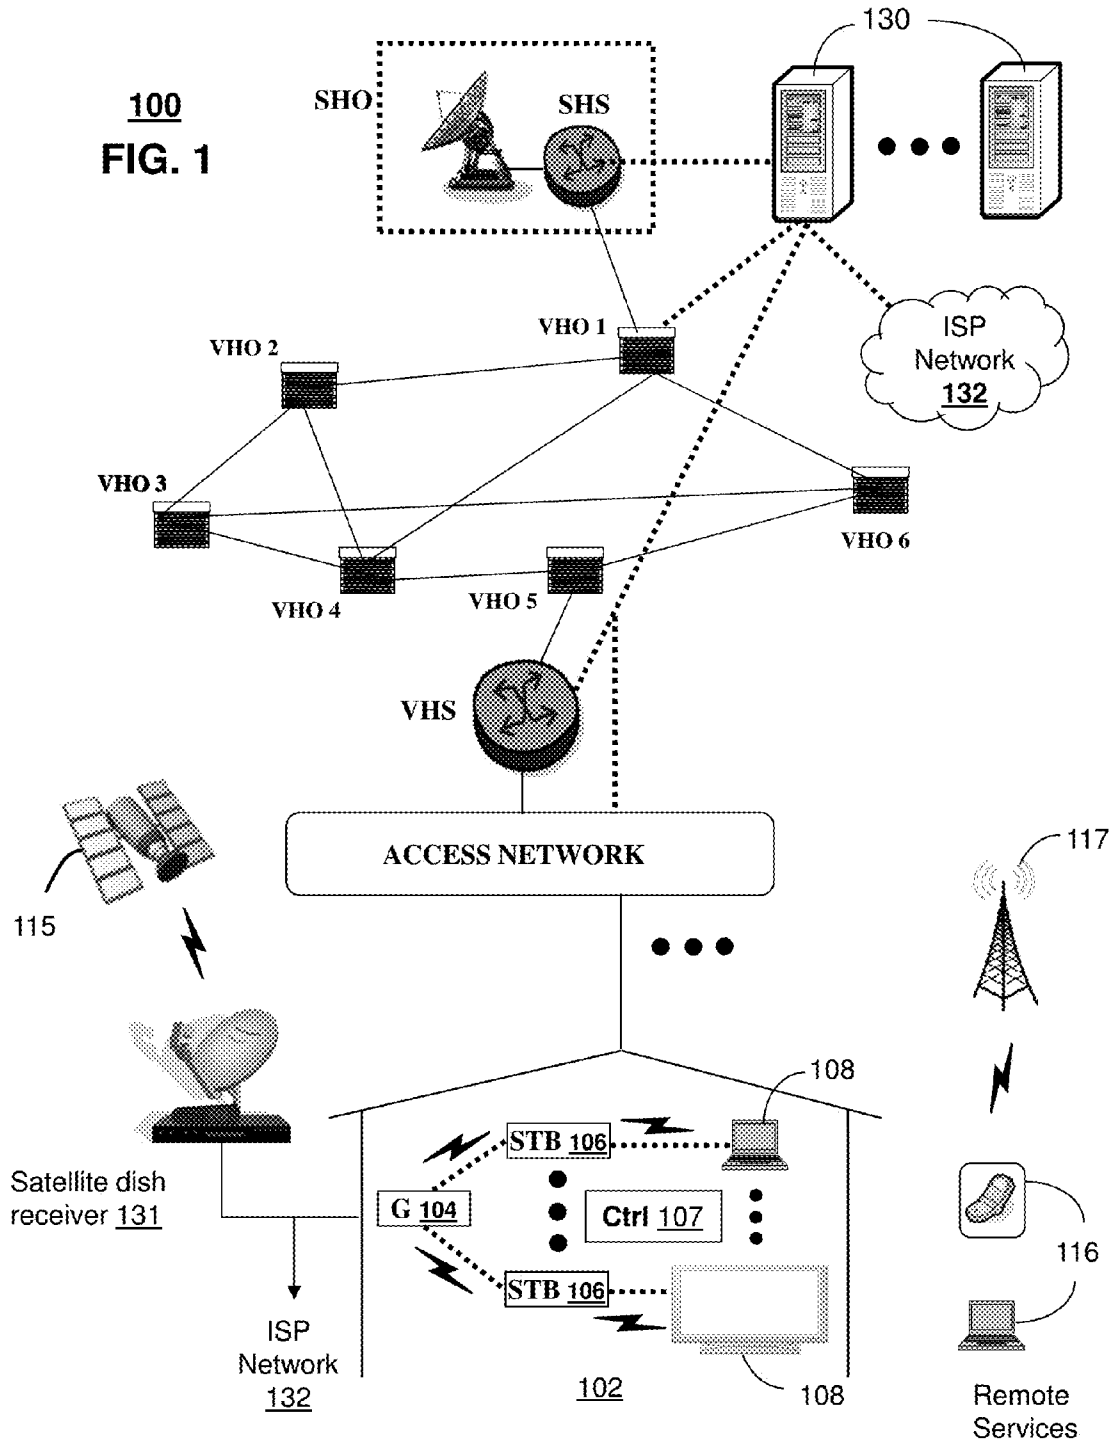 130
100
FIG. 1
SHO
SHS
ISP
Network
132
VHO 1
VHO 2
VHO 3
VHO 6
VHO 4
VHO 5
VHS
ACCESS NETWORK
115
117
108
STB 106
Satellite dish
receiver 131
G 104
Ctrl 107
116
STB 106
ISP
Network
132
102
108
Remote
Services